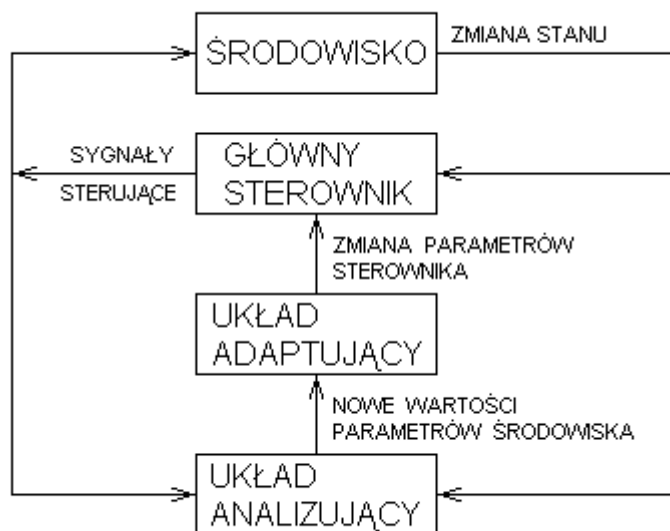 ŚRODOWISKO
ZMIANA STANU
SYGNAŁY
STERUJĄCE
GŁÓWNY
STEROWNIK
ZMIANA PARAMETRÓW
STEROWNIKA
UKŁAD
ADAPTUJĄCY
NOWE WARTOŚCI
PARAMETRÓW ŚRODOWISKA
UKŁAD
ANALIZUJĄCY